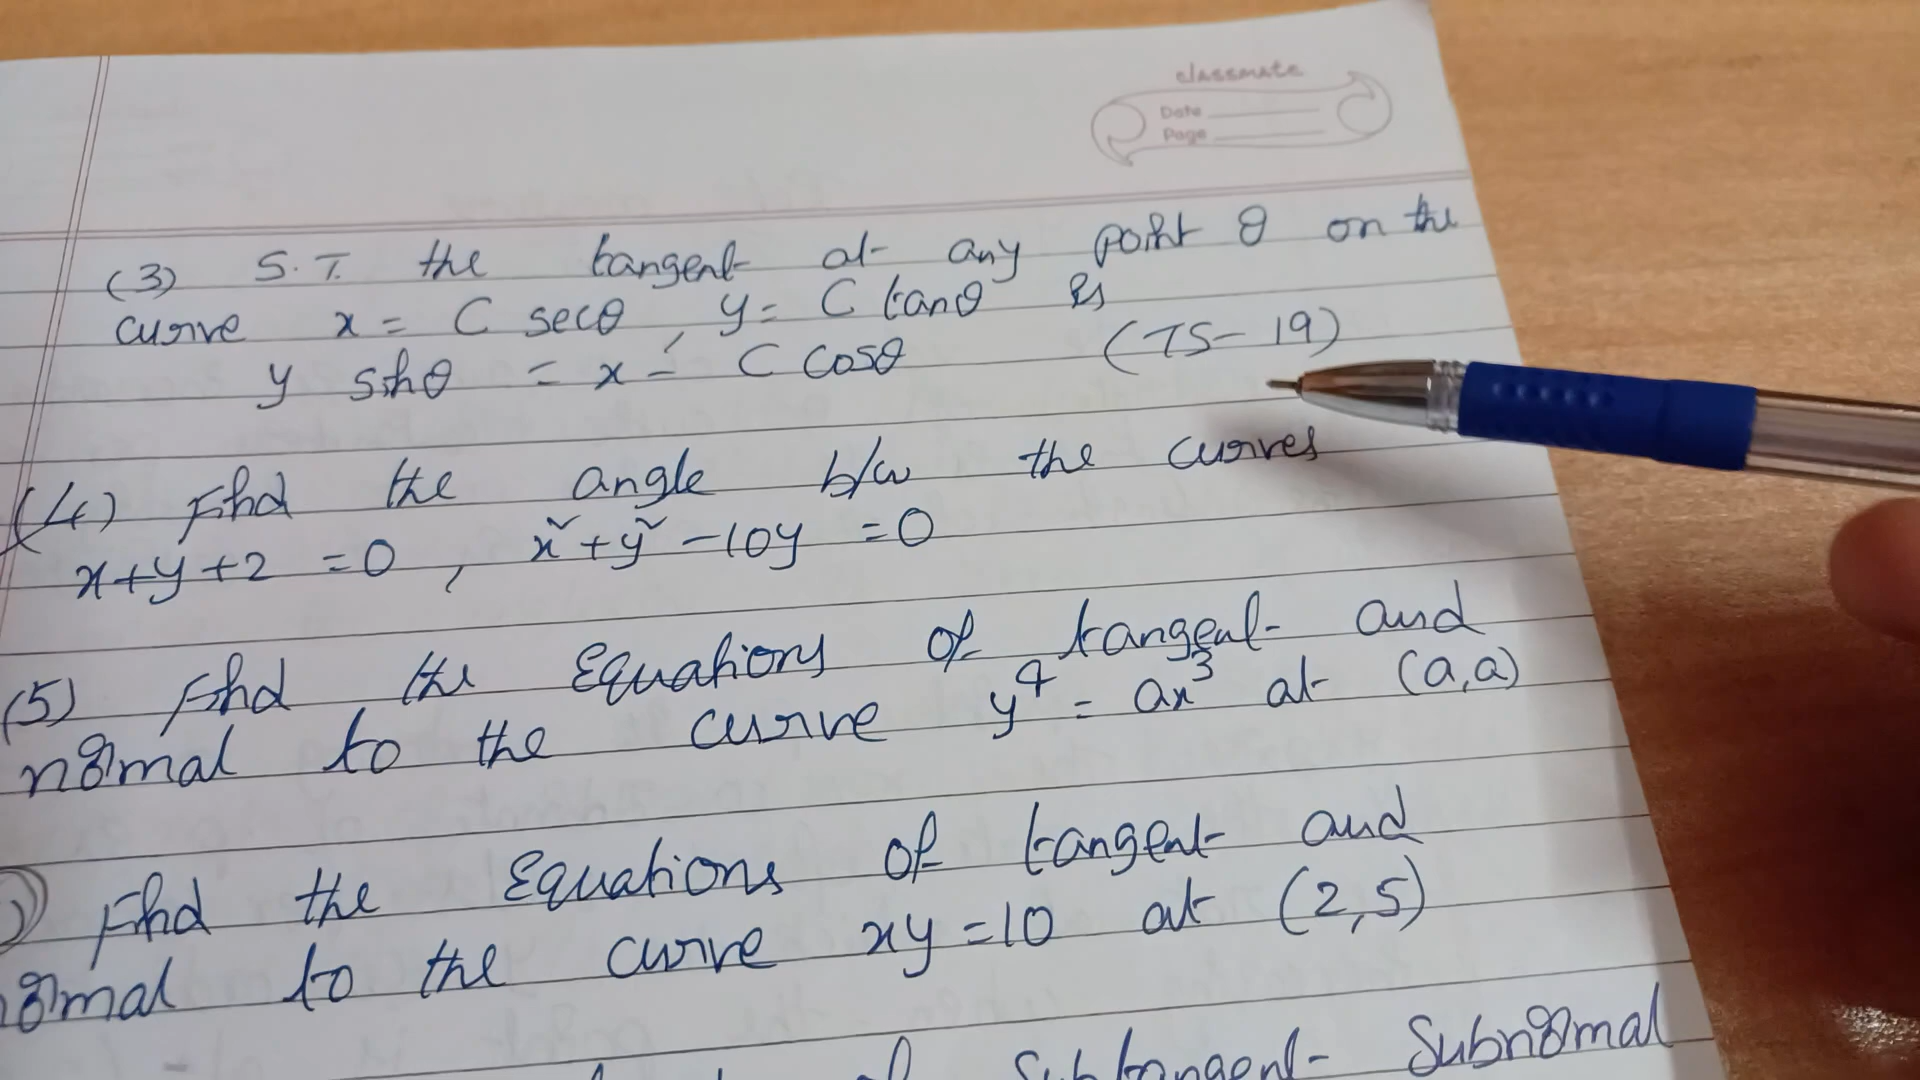 classmate
Date
Page
(3) S.T. the tangent at any point θ on the
curve x = C secθ, y = C tanθ is
y sinθ = x - C cosθ (TS-19)
(4) Find the angle b/w the curves
x+y+2 =0, x²+y²-10y =0
(5) Find the Equations of tangent and
normal to the curve y⁴ = ax³ at (a,a)
) Find the Equations of tangent and
normal to the curve xy =10 at (2,5)
Subtangent Subnormal